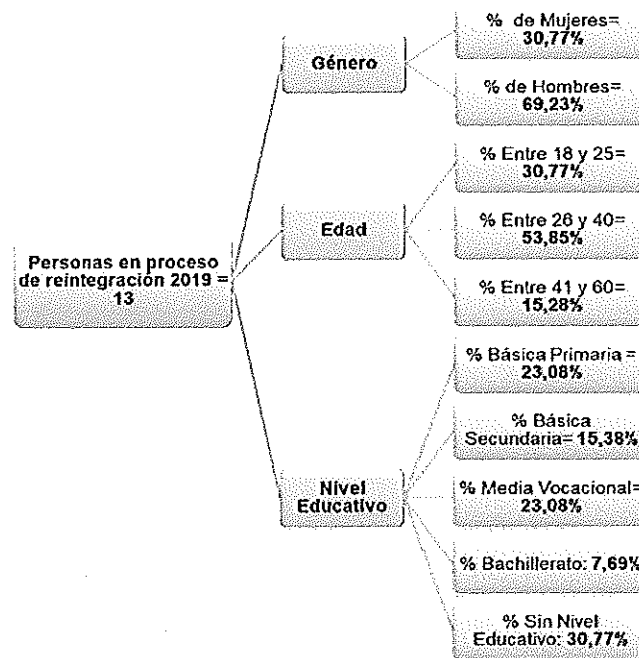 Personas en proceso
de reintegración 2019 =
13
Género
% de Mujeres=
30,77%
% de Hombres=
69,23%
Edad
% Entre 18 y 25=
30,77%
% Entre 26 y 40=
53,85%
% Entre 41 y 60=
15,28%
Nivel
Educativo
% Básica Primaria =
23,08%
% Básica
Secundaria= 15,38%
% Media Vocacional=
23,08%
% Bachillerato: 7,69%
% Sin Nivel
Educativo: 30,77%